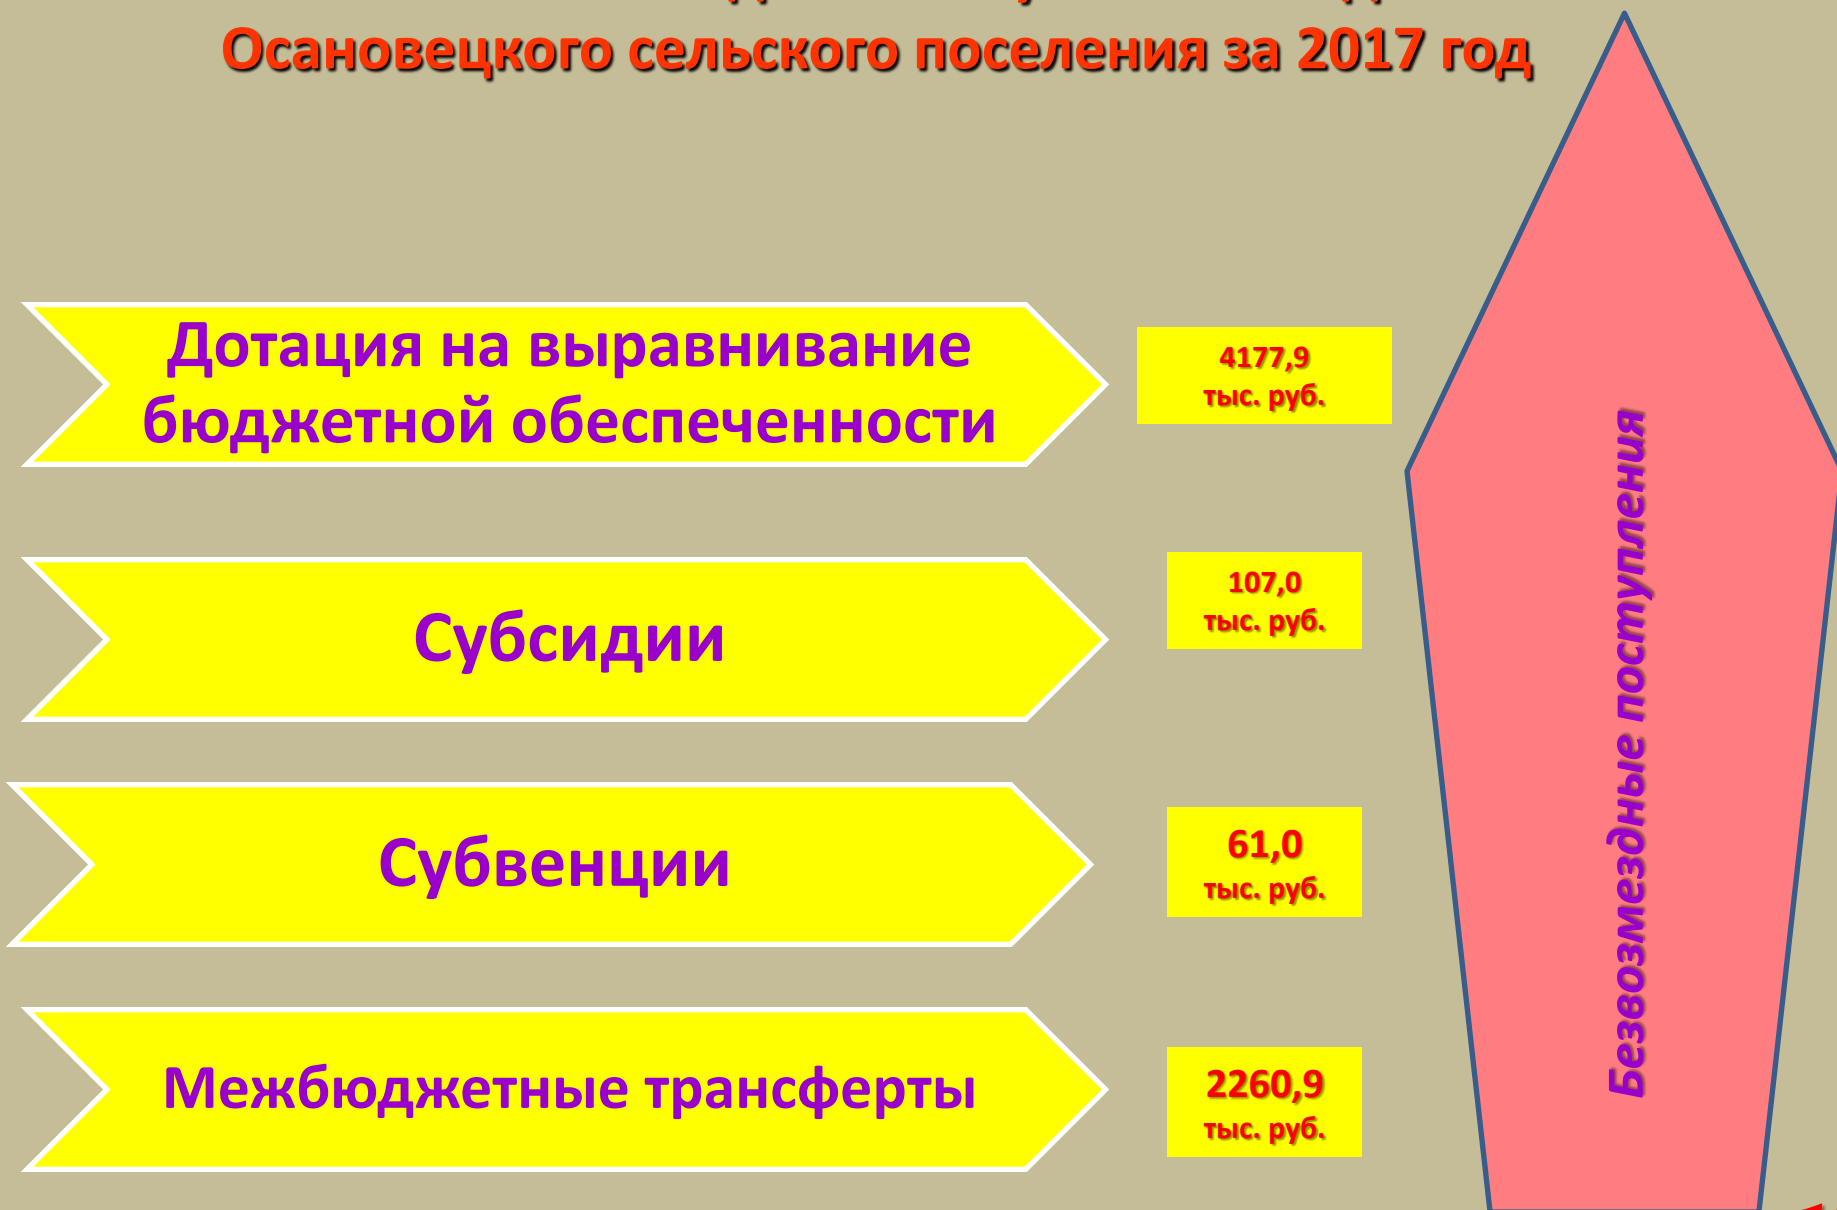 Осановецкого сельского поселения за 2017 год
Дотация на выравнивание
бюджетной обеспеченности
4177,9
тыс. руб.
Субсидии
107,0
тыс. руб.
Субвенции
61,0
тыс. руб.
Межбюджетные трансферты
2260,9
тыс. руб.
Безвозмездные поступления